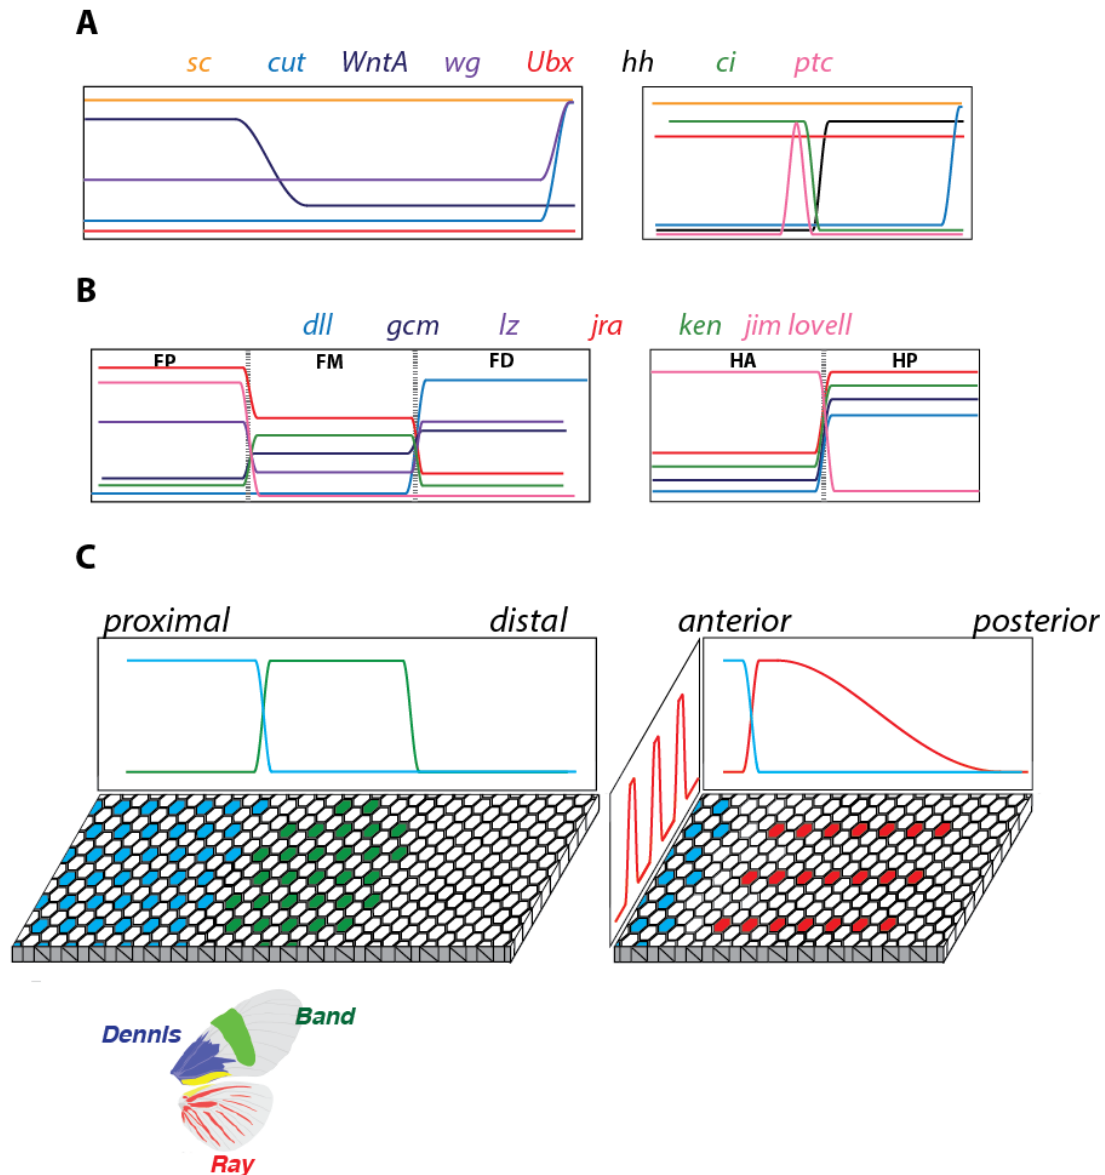 A
sc cut WntA wg Ubx hh ci ptc
B
dll gcm lz jra ken jim lovell
FP FM FD HA HP
C
proximal distal anterior posterior
Band
Dennis
Ray